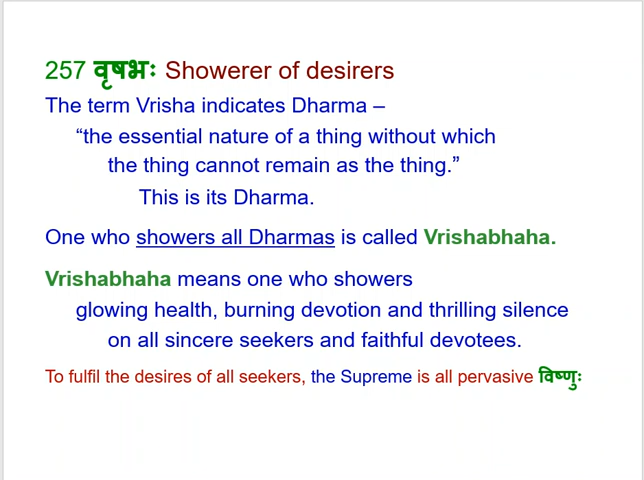 257 वृषभः Showerer of desirers
The term Vrisha indicates Dharma –
“the essential nature of a thing without which
the thing cannot remain as the thing.”
This is its Dharma.
One who showers all Dharmas is called Vrishabhaha.
Vrishabhaha means one who showers
glowing health, burning devotion and thrilling silence
on all sincere seekers and faithful devotees.
To fulfil the desires of all seekers, the Supreme is all pervasive विष्णुः